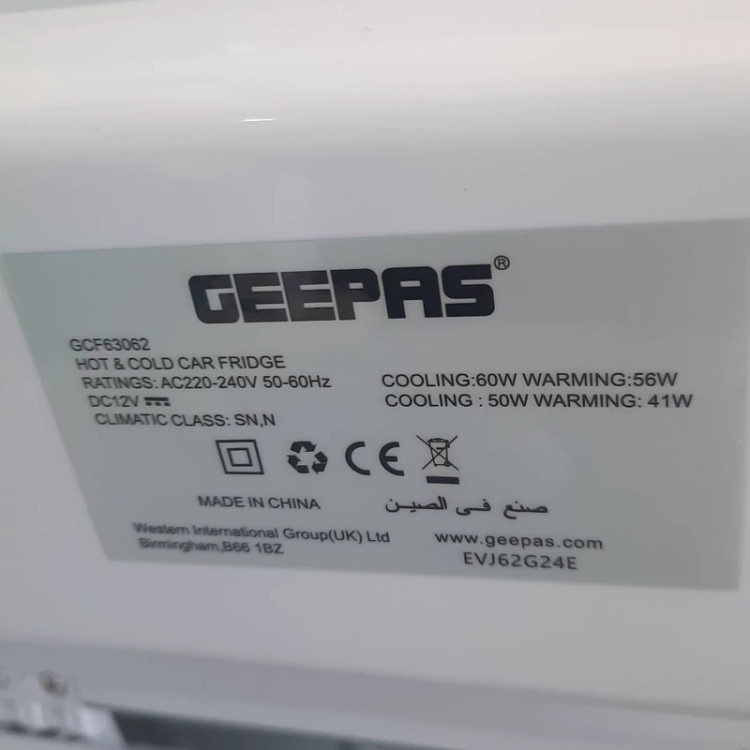 GEEPAS®
GCF63062
HOT & COLD CAR FRIDGE
RATINGS: AC220-240V 50-60Hz COOLING:60W WARMING:56W
DC12V COOLING : 50W WARMING: 41W
CLIMATIC CLASS: SN,N
CE
MADE IN CHINA صنع في الصين
Western International Group(UK) Ltd www.geepas.com
Birmingham,B66 1BZ EVJ62G24E